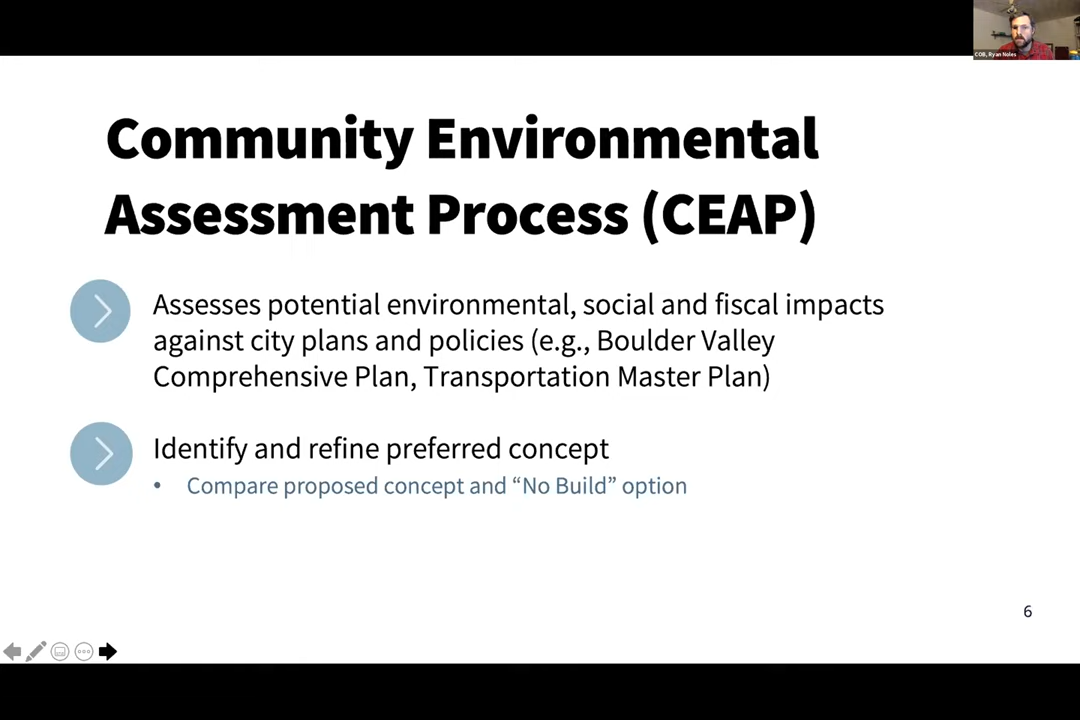 COB, Ryan Noles
Community Environmental
Assessment Process (CEAP)
Assesses potential environmental, social and fiscal impacts
against city plans and policies (e.g., Boulder Valley
Comprehensive Plan, Transportation Master Plan)
Identify and refine preferred concept
• Compare proposed concept and “No Build” option
6